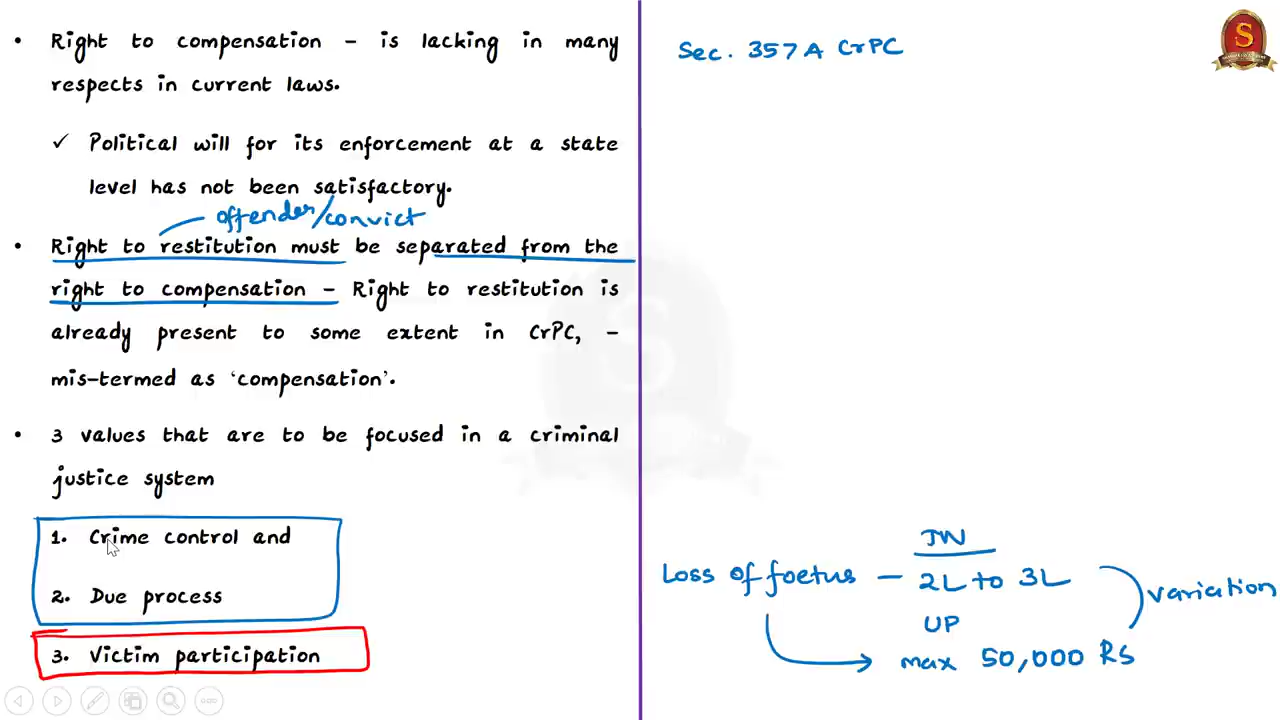 • Right to compensation – is lacking in many
respects in current laws.
✓ Political will for its enforcement at a state
level has not been satisfactory.
offender/convict
• Right to restitution must be separated from the
right to compensation – Right to restitution is
already present to some extent in CrPC, –
mis-termed as ‘compensation’.
• 3 values that are to be focused in a criminal
justice system
1. Crime control and
2. Due process
3. Victim participation
Sec. 357A CrPC
S
TN
Loss of foetus – 2L to 3L
variation
UP
max 50,000 RS